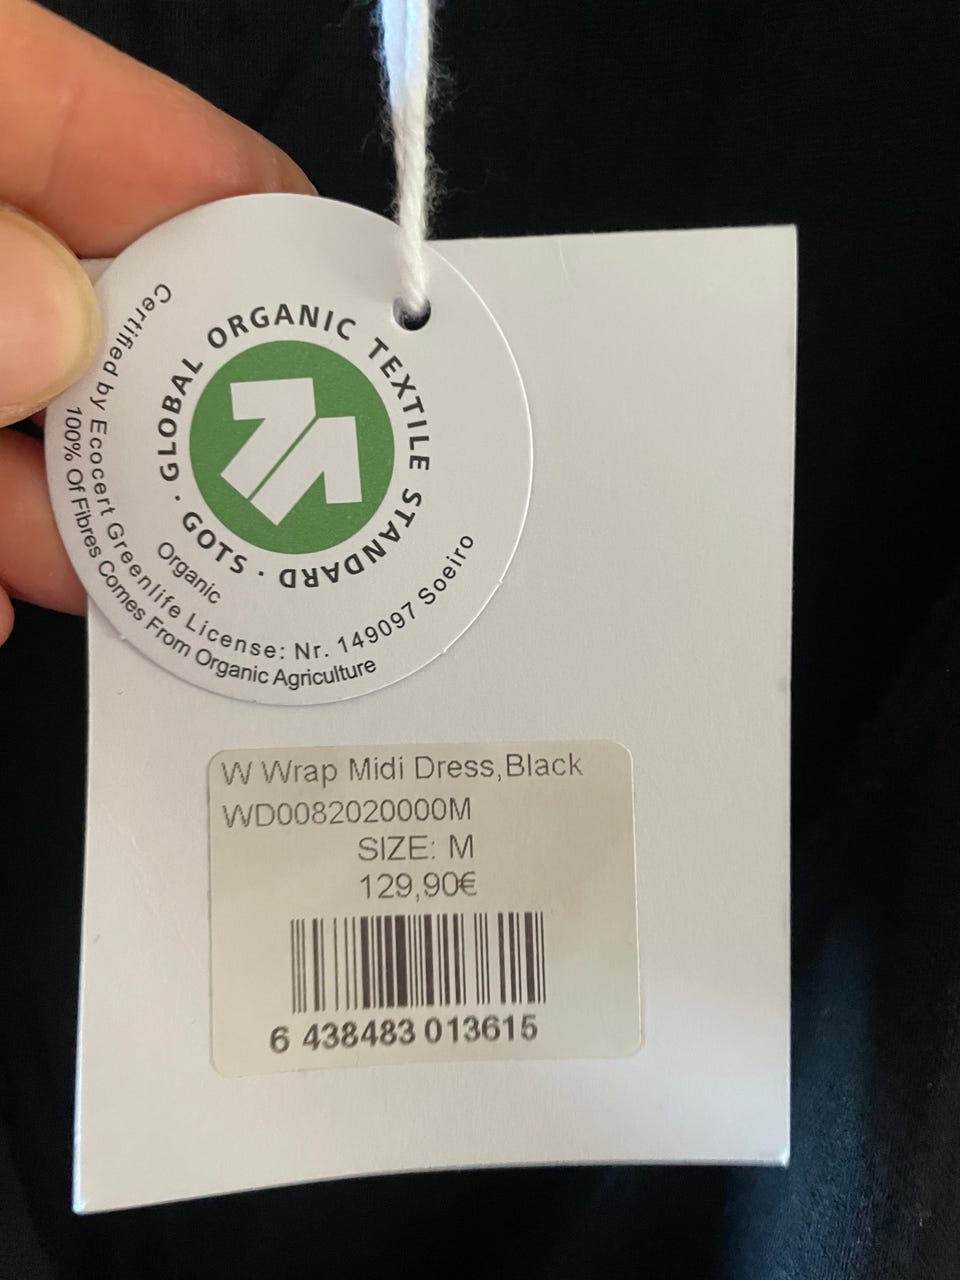 GLOBAL ORGANIC TEXTILE STANDARD · GOTS ·
Organic
Certified by Ecocert Greenlife License: Nr. 149097 Soeiro
100% Of Fibres Comes From Organic Agriculture
W Wrap Midi Dress,Black
WD0082020000M
SIZE: M
129,90€
6 438483 013615